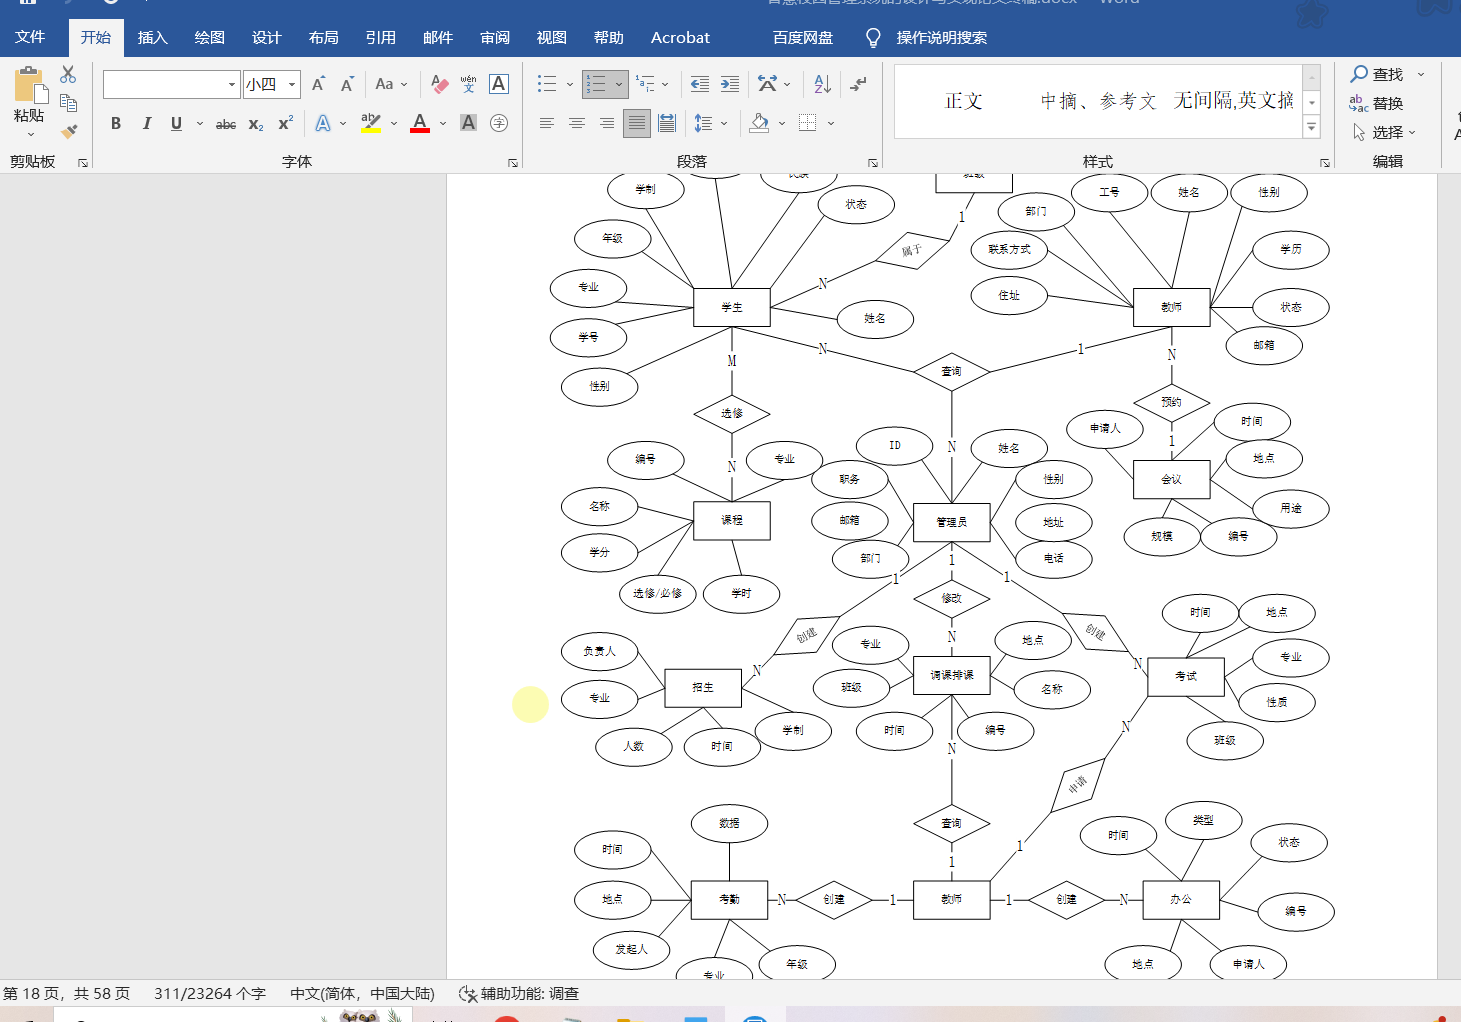 文件 开始 插入 绘图 设计 布局 引用 邮件 审阅 视图 帮助 Acrobat 百度网盘 操作说明搜索
粘贴
小四
A A Aa wén 文 A
B I U abc x₂ x² A ab A A 字
正文 中摘、参考文 无间隔,英文摘
查找
替换
选择
剪贴板 字体 段落 样式 编辑
学制
状态
部门 工号 姓名 性别
年级
属于
1
联系方式
学历
专业
N
住址
学生
教师
状态
姓名
学号
邮箱
M N 1 N
查询
性别
选修
预约
申请人 时间
ID 姓名
N N 1
编号 专业
地点
职务 性别
会议
名称
用途
课程 邮箱 管理员 地址
规模 编号
学分
部门 电话
1 1 1
选修/必修 学时
修改
时间 地点
创建 创建
N
负责人 专业 地点
专业
N N
招生 班级 调课排课 名称 考试
专业
性质
学制 时间 编号
N
人数 时间
班级
N
申请
数据 查询
时间 类型
时间 状态
1 1
地点 考勤 N 创建 1 教师 1 创建 N 办公
编号
发起人
专业 年级
地点 申请人
第 18 页，共 58 页 311/23264 个字 中文(简体，中国大陆) 辅助功能: 调查